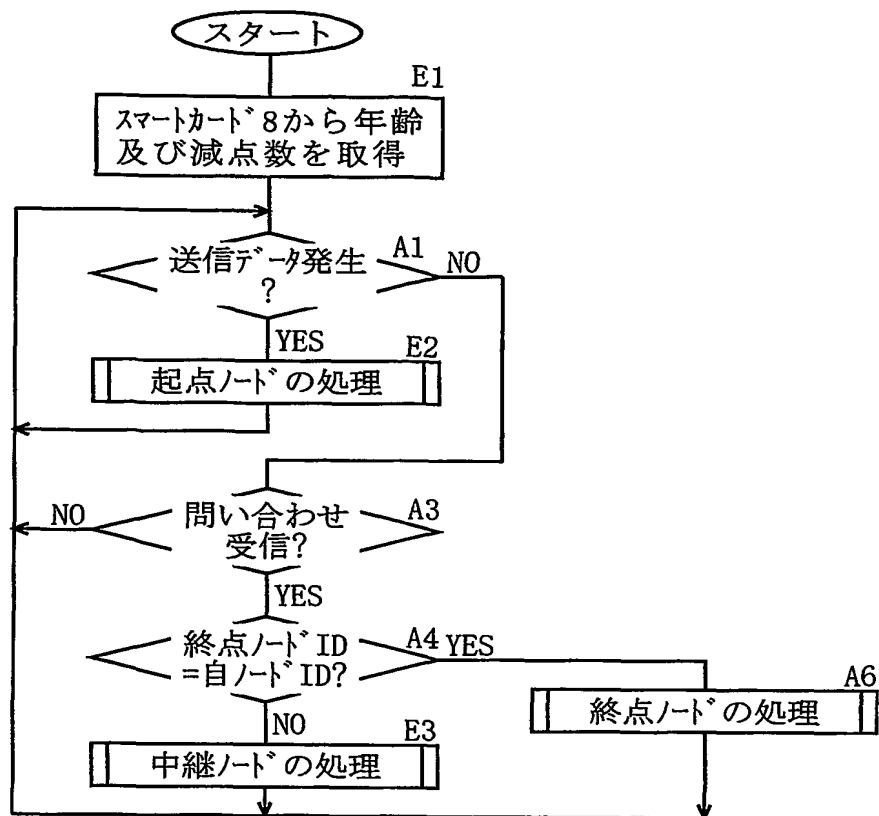 スタート
E1
スマートカード8から年齢
及び減点数を取得
送信データ発生
?
A1
NO
YES
E2
起点ノードの処理
NO
問い合わせ
受信?
A3
YES
終点ノードID
=自ノードID?
A4
YES
A6
終点ノードの処理
NO
E3
中継ノードの処理